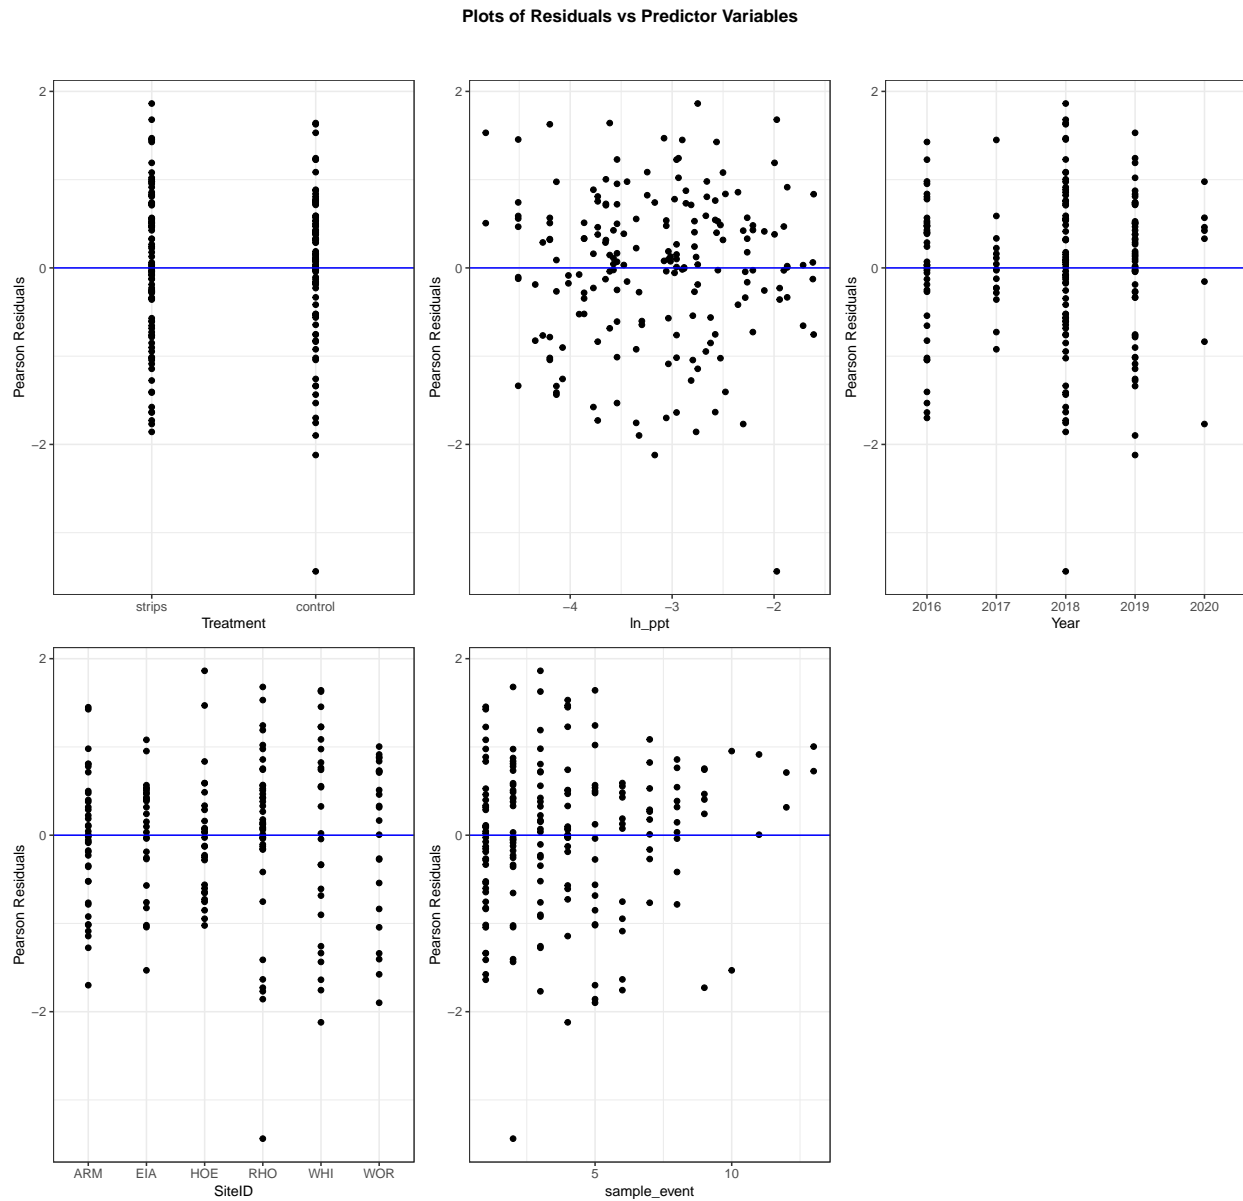 Plots of Residuals vs Predictor Variables
Pearson Residuals
2
0
−2
strips control
Treatment
Pearson Residuals
2
0
−2
−4 −3 −2
ln_ppt
Pearson Residuals
2
0
−2
2016 2017 2018 2019 2020
Year
Pearson Residuals
2
0
−2
ARM EIA HOE RHO WHI WOR
SiteID
Pearson Residuals
2
0
−2
5 10
sample_event